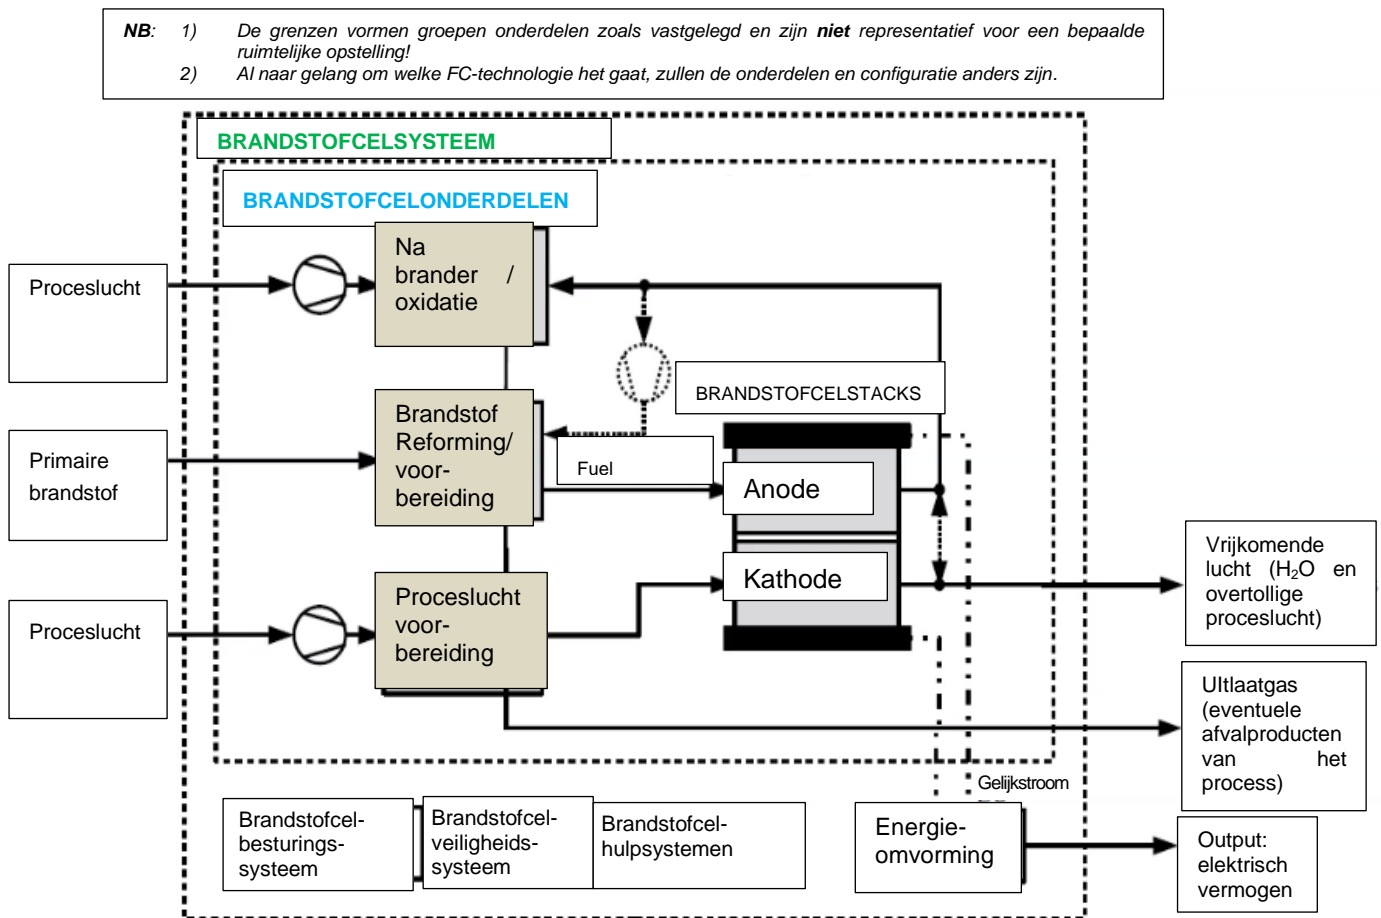 NB: 1) De grenzen vormen groepen onderdelen zoals vastgelegd en zijn niet representatief voor een bepaalde
ruimtelijke opstelling!
2) Al naar gelang om welke FC-technologie het gaat, zullen de onderdelen en configuratie anders zijn.
BRANDSTOFCELSYSTEEM
BRANDSTOFCELONDERDELEN
Proceslucht
Na
brander /
oxidatie
BRANDSTOFCELSTACKS
Primaire
brandstof
Brandstof
Reforming/
voor-
bereiding
Fuel
Anode
Kathode
Proceslucht
Proceslucht
voor-
bereiding
Vrijkomende
lucht (H₂O en
overtollige
proceslucht)
UItlaatgas
(eventuele
afvalproducten
van het
process)
Gelijkstroom
Brandstofcel-
besturings-
systeem
Brandstofcel-
veiligheids-
systeem
Brandstofcel-
hulpsystemen
Energie-
omvorming
Output:
elektrisch
vermogen